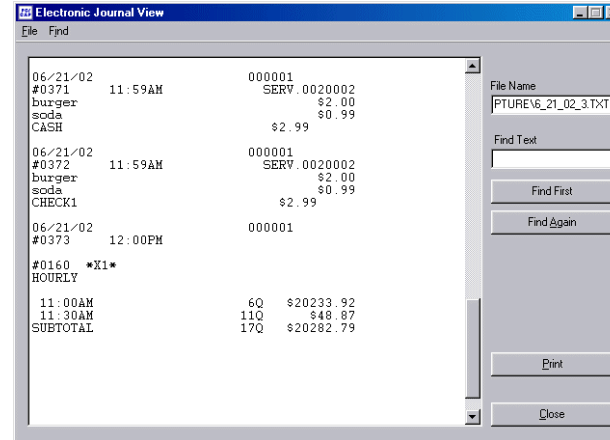 Electronic Journal View
File Find
06/21/02 000001
#0371 11:59AM SERV.0020002
burger $2.00
soda $0.99
CASH $2.99
06/21/02 000001
#0372 11:59AM SERV.0020002
burger $2.00
soda $0.99
CHECK1 $2.99
06/21/02 000001
#0373 12:00PM
#0160 *X1*
HOURLY
11:00AM 6Q $20233.92
11:30AM 11Q $48.87
SUBTOTAL 17Q $20282.79
File Name
PTURE\6_21_02_3.TXT
Find Text
Find First
Find Again
Print
Close